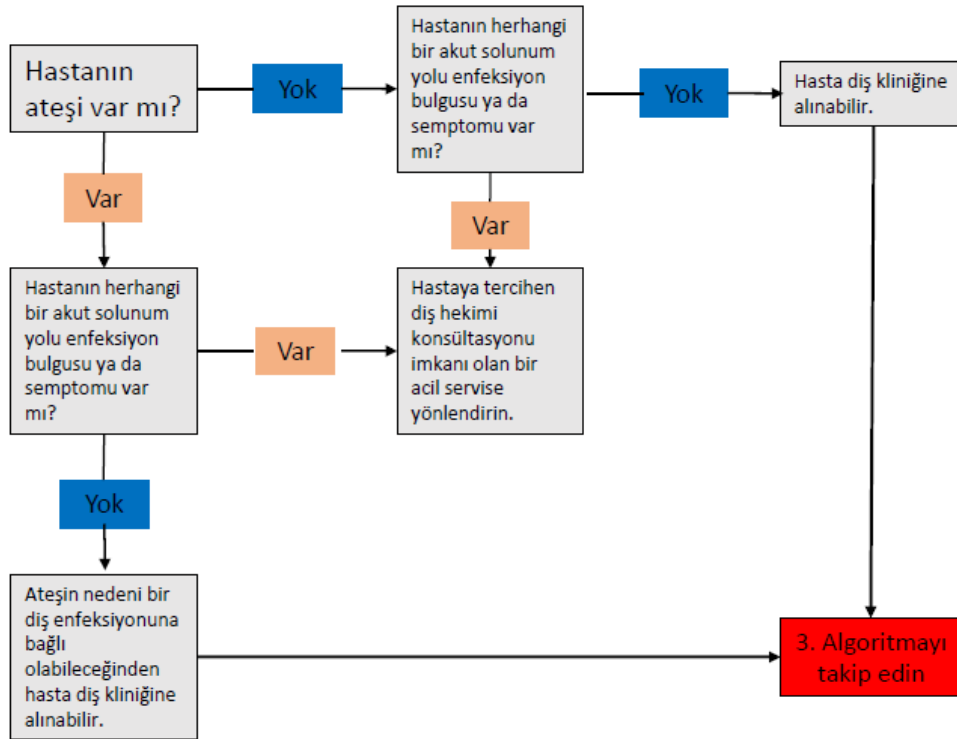 Hastanın
ateşi var mı?
Yok
Hastanın herhangi
bir akut solunum
yolu enfeksiyon
bulgusu ya da
semptomu var
mı?
Yok
Hasta diş kliniğine
alınabilir.
Var
Var
Hastanın herhangi
bir akut solunum
yolu enfeksiyon
bulgusu ya da
semptomu var
mı?
Var
Hastaya tercihen
diş hekimi
konsültasyonu
imkanı olan bir
acil servise
yönlendirin.
Yok
Ateşin nedeni bir
diş enfeksiyonuna
bağlı
olabileceğinden
hasta diş kliniğine
alınabilir.
3. Algoritmayı
takip edin